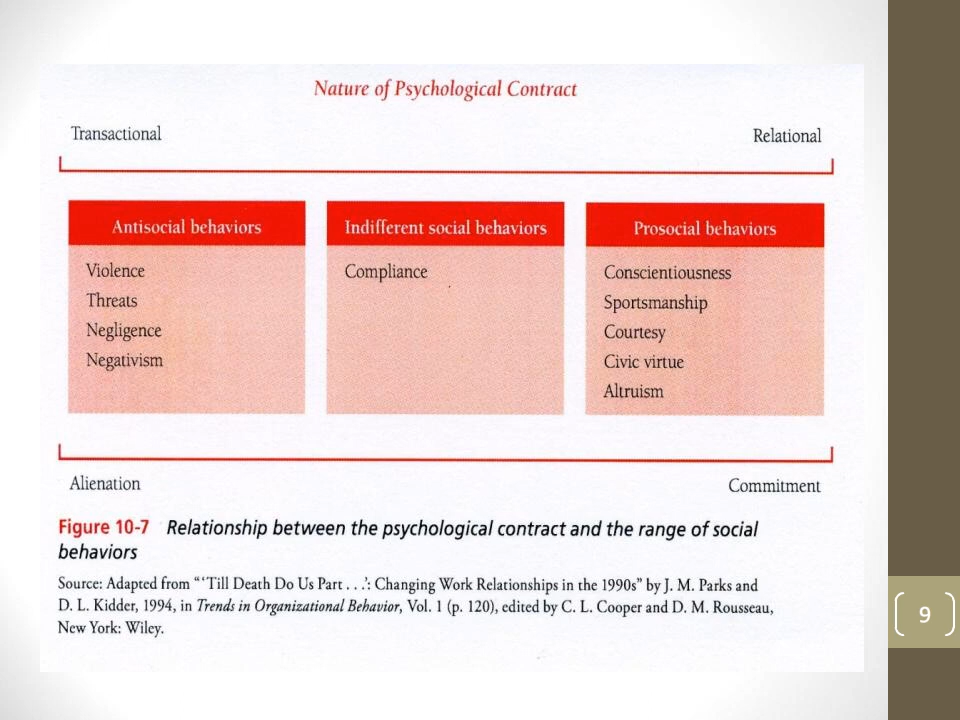 Nature of Psychological Contract
Transactional
Relational
Antisocial behaviors
Violence
Threats
Negligence
Negativism
Indifferent social behaviors
Compliance
Prosocial behaviors
Conscientiousness
Sportsmanship
Courtesy
Civic virtue
Altruism
Alienation
Commitment
Figure 10-7 Relationship between the psychological contract and the range of social
behaviors
Source: Adapted from “‘Till Death Do Us Part . . .’: Changing Work Relationships in the 1990s” by J. M. Parks and
D. L. Kidder, 1994, in Trends in Organizational Behavior, Vol. 1 (p. 120), edited by C. L. Cooper and D. M. Rousseau,
New York: Wiley.
9